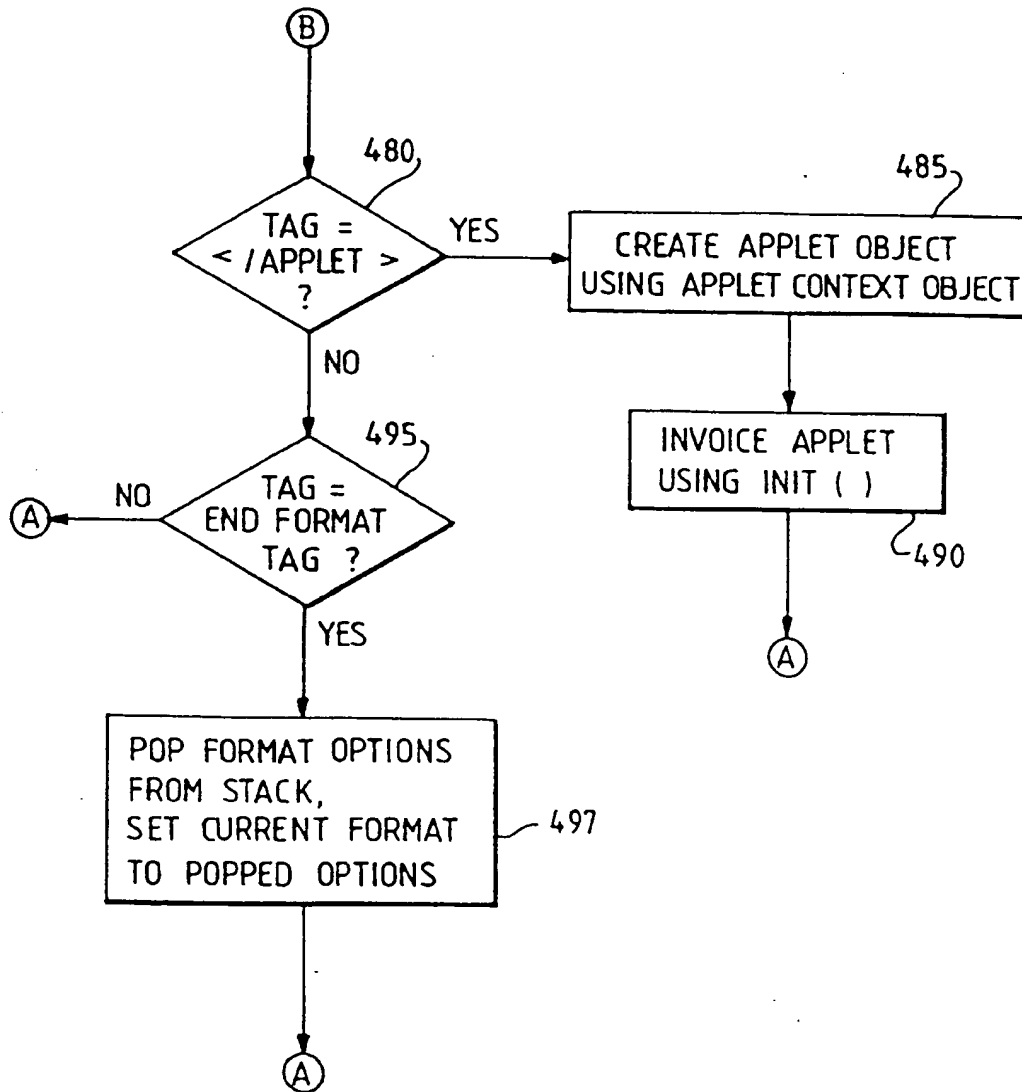 B
480
TAG =
< /APPLET >
?
YES
485
CREATE APPLET OBJECT
USING APPLET CONTEXT OBJECT
NO
INVOICE APPLET
USING INIT ( )
490
A
495
TAG =
END FORMAT
TAG ?
NO
A
YES
POP FORMAT OPTIONS
FROM STACK,
SET CURRENT FORMAT
TO POPPED OPTIONS
497
A